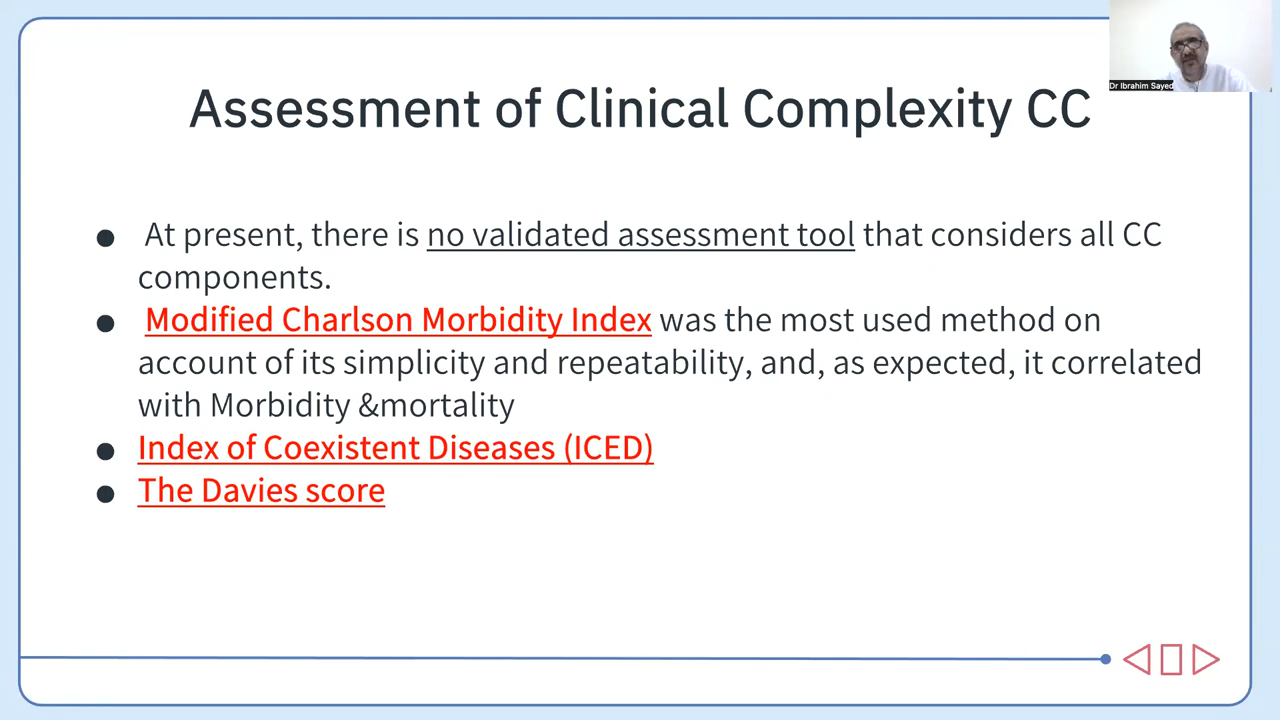 Dr Ibrahim Sayed
Assessment of Clinical Complexity CC
● At present, there is no validated assessment tool that considers all CC
components.
● Modified Charlson Morbidity Index was the most used method on
account of its simplicity and repeatability, and, as expected, it correlated
with Morbidity &mortality
● Index of Coexistent Diseases (ICED)
● The Davies score